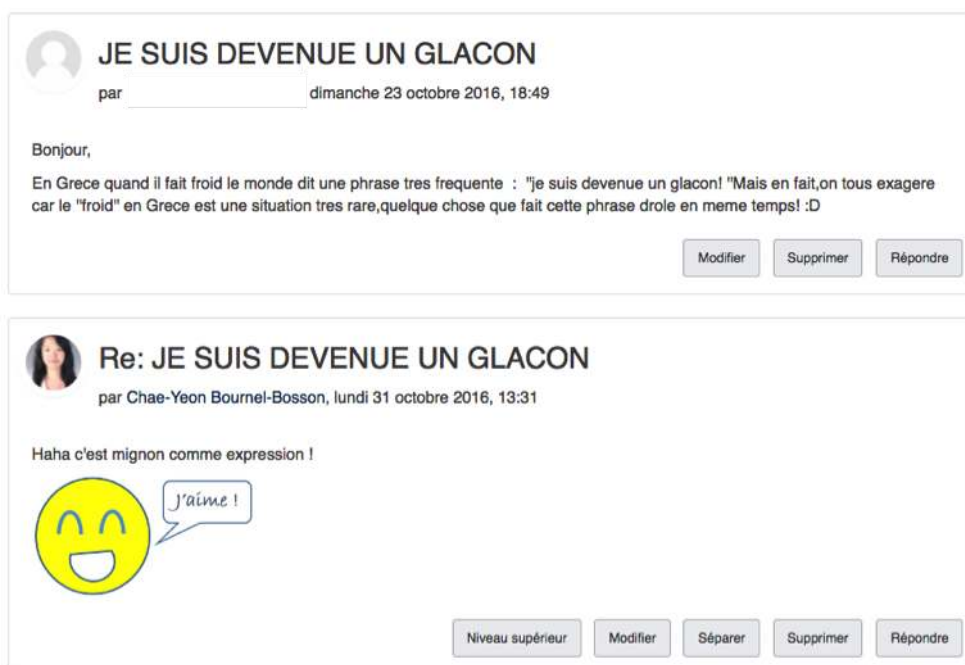 JE SUIS DEVENUE UN GLACON
par dimanche 23 octobre 2016, 18:49
Bonjour,
En Grece quand il fait froid le monde dit une phrase tres frequente : "je suis devenue un glacon! "Mais en fait,on tous exagere
car le "froid" en Grece est une situation tres rare,quelque chose que fait cette phrase drole en meme temps! :D
Modifier Supprimer Répondre
Re: JE SUIS DEVENUE UN GLACON
par Chae-Yeon Bournel-Bosson, lundi 31 octobre 2016, 13:31
Haha c'est mignon comme expression !
J'aime !
Niveau supérieur Modifier Séparer Supprimer Répondre